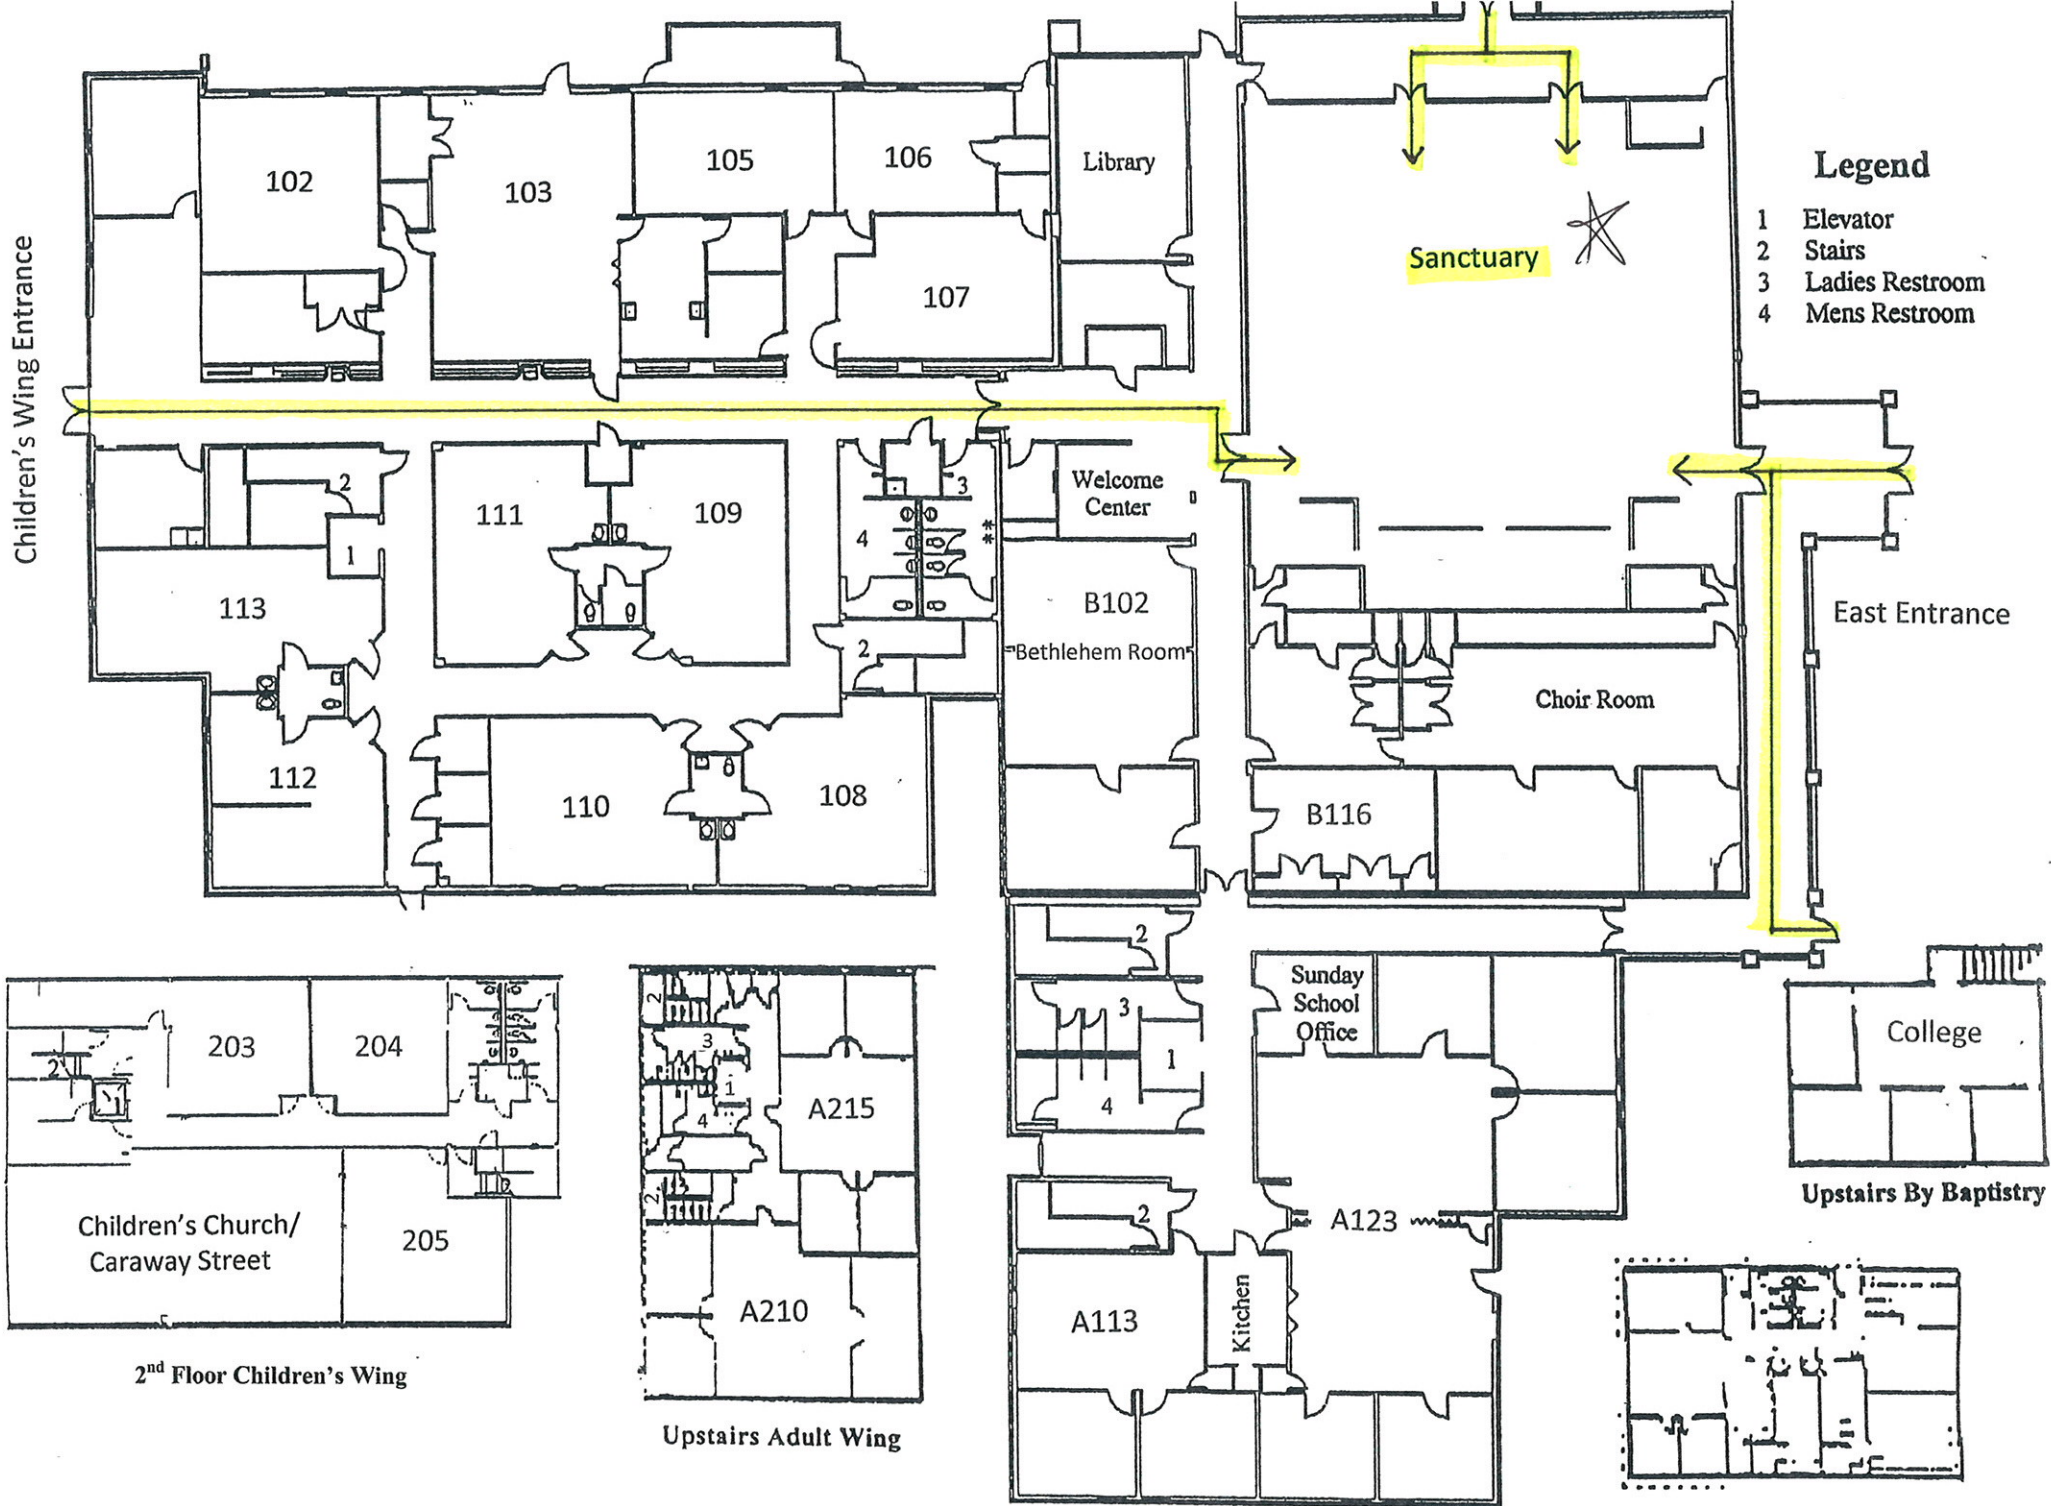 102
103
105
106
107
Library
Sanctuary
Legend
1 Elevator
2 Stairs
3 Ladies Restroom
4 Mens Restroom
Children's Wing Entrance
2
1
111
109
4
3
**
Welcome
Center
113
B102
Bethlehem Room
2
East Entrance
Choir Room
112
110
108
B116
2
Sunday
School
Office
3
1
4
2
A123
A113
Kitchen
203
204
2
2
Children's Church/
Caraway Street
205
2nd Floor Children's Wing
2
3
1
4
2
A215
A210
Upstairs Adult Wing
College
Upstairs By Baptistry